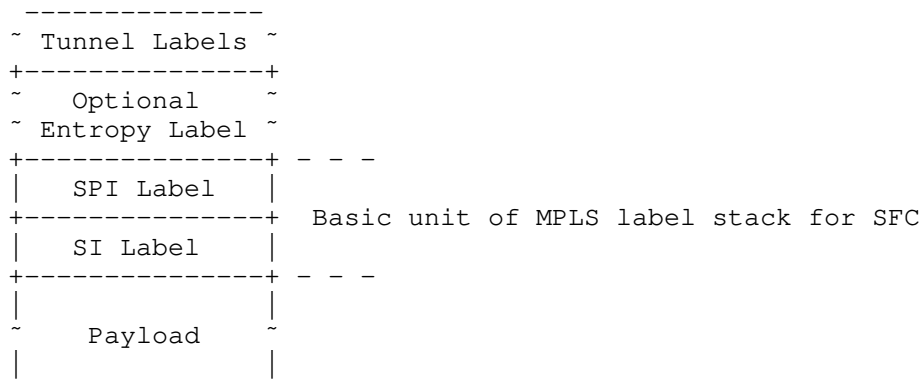 Tunnel Labels
Optional
Entropy Label
SPI Label
Basic unit of MPLS label stack for SFC
SI Label
Payload